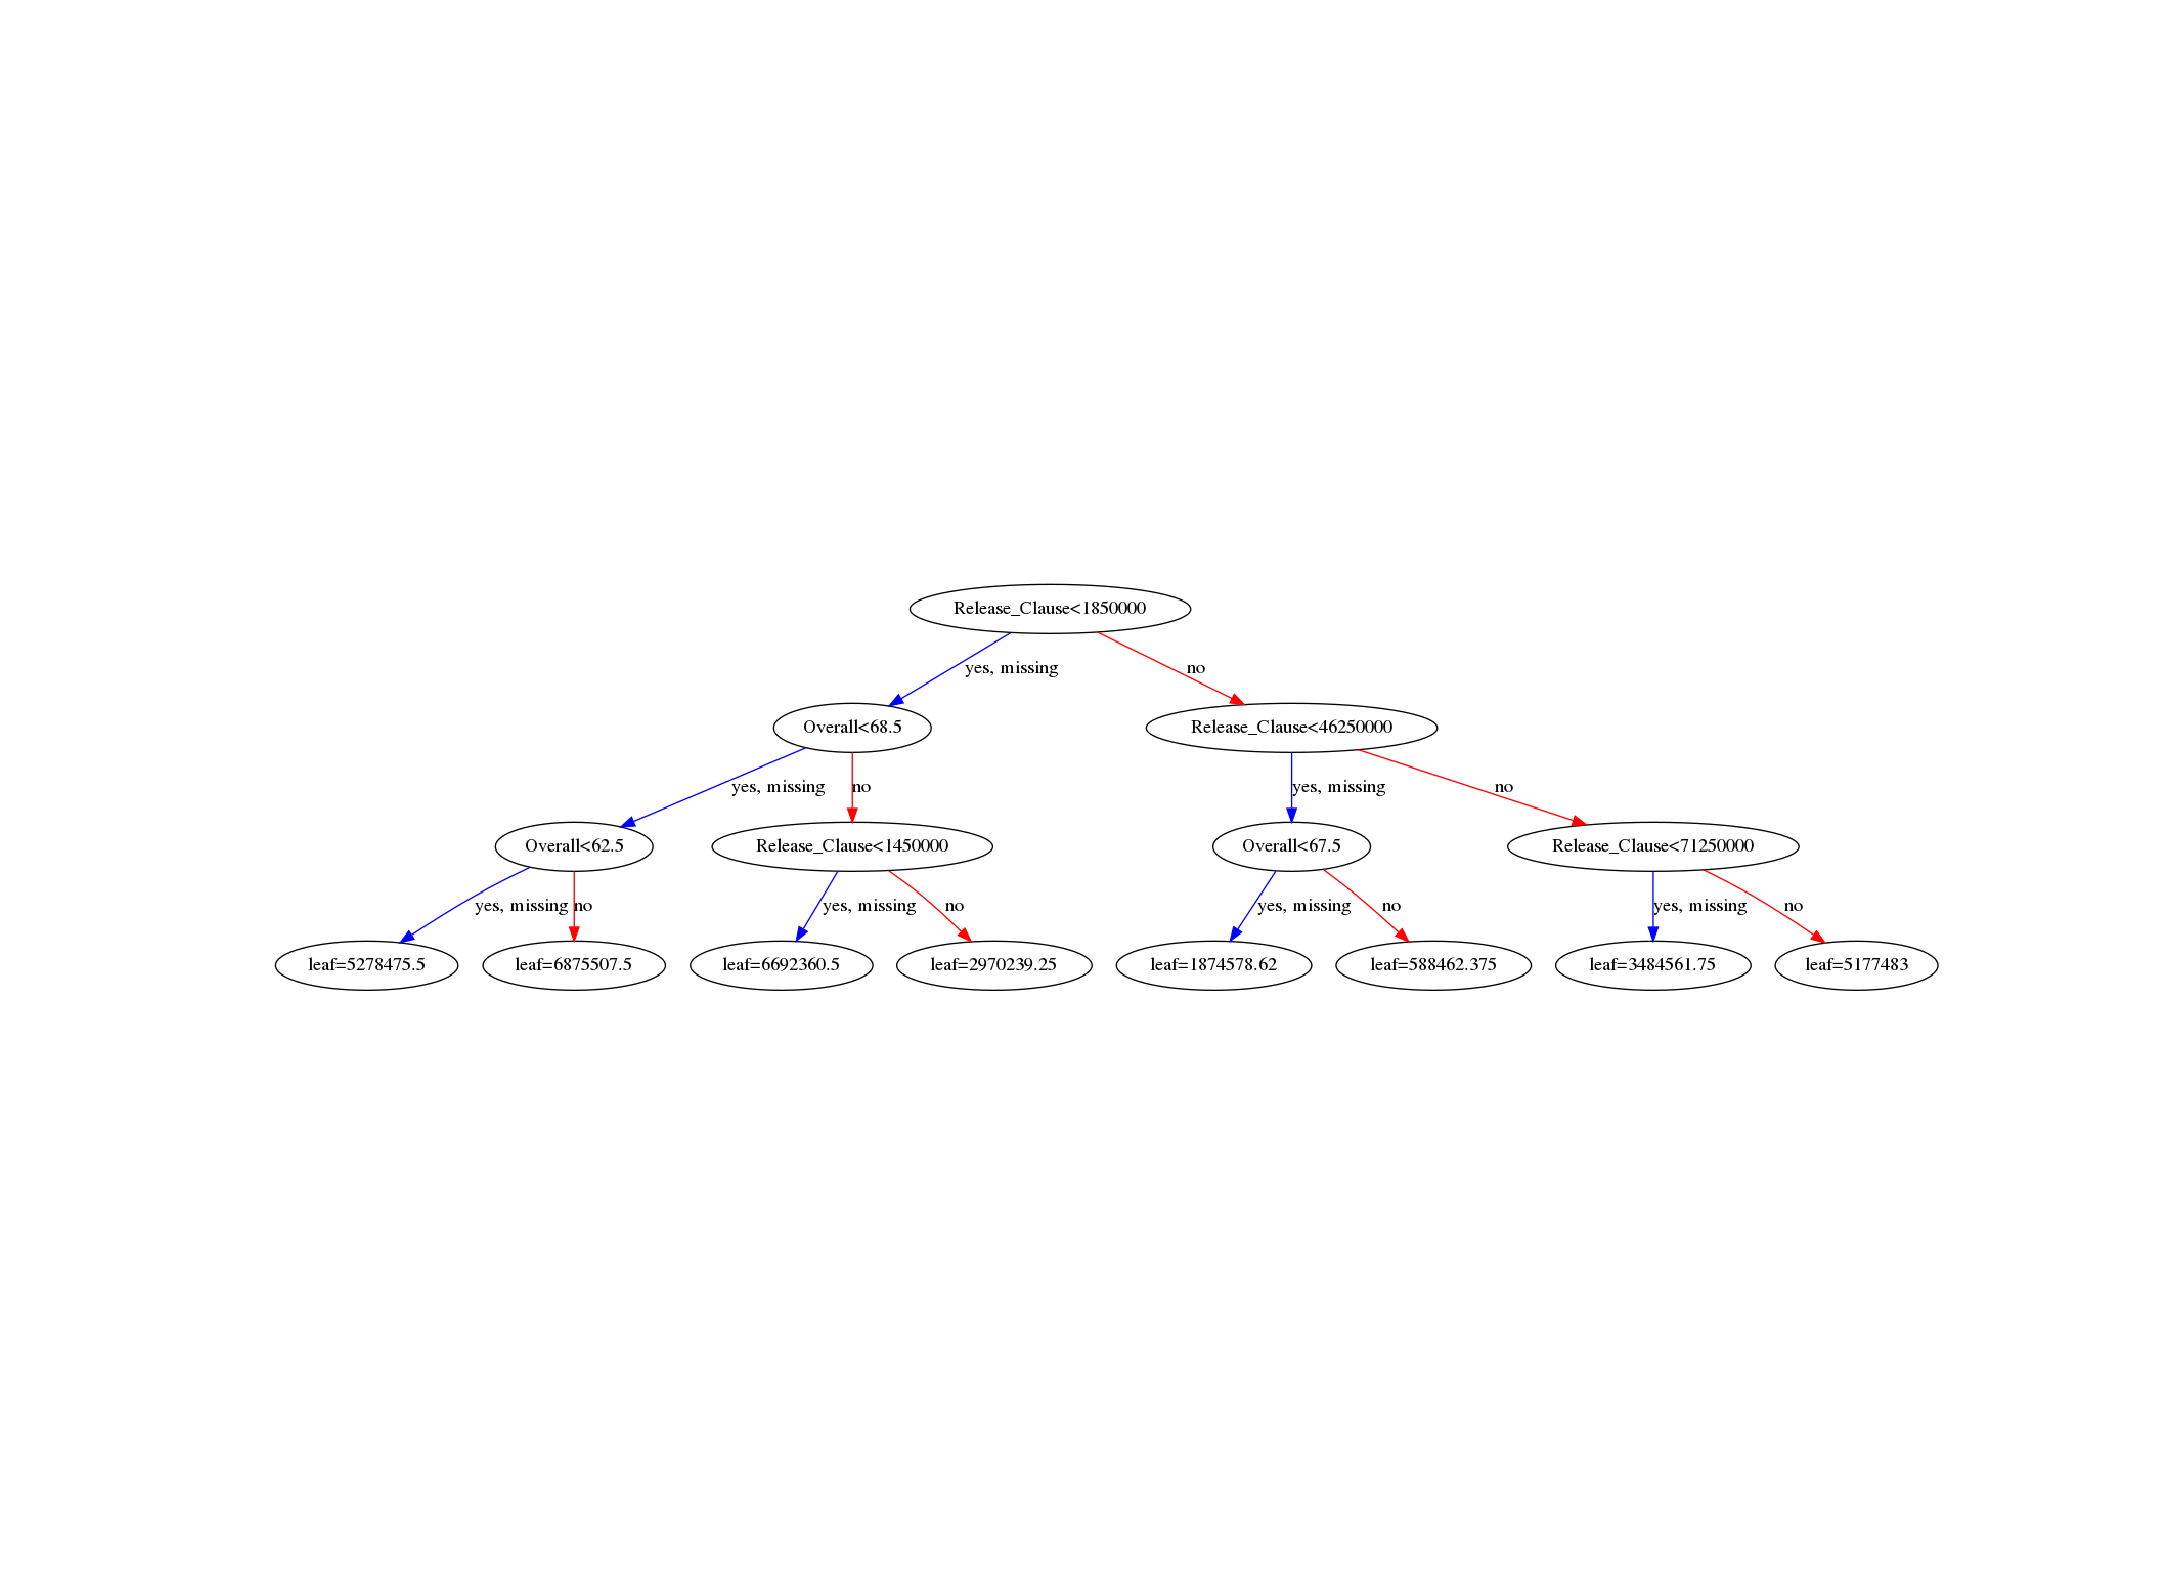 Release_Clause<1850000
yes, missing
no
Overall<68.5
Release_Clause<46250000
yes, missing
no
yes, missing
no
Overall<62.5
Release_Clause<1450000
Overall<67.5
Release_Clause<71250000
yes, missing
no
yes, missing
no
yes, missing
no
yes, missing
no
leaf=5278475.5
leaf=6875507.5
leaf=6692360.5
leaf=2970239.25
leaf=1874578.62
leaf=588462.375
leaf=3484561.75
leaf=5177483